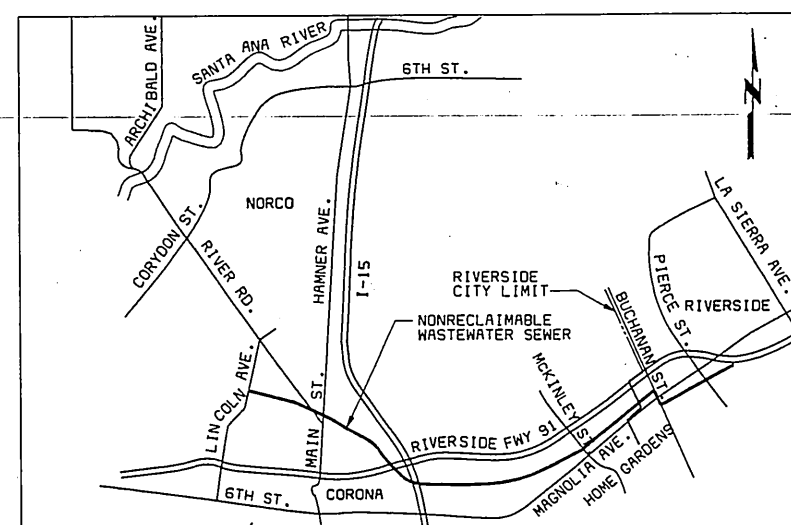 ARCHIBALD AVE.
SANTA ANA RIVER
6TH ST.
N
CORYDON ST.
NORCO
RIVER RD.
HAMNER AVE.
I-15
LA SIERRA AVE.
PIERCE ST.
RIVERSIDE
RIVERSIDE
CITY LIMIT
BUCHANAM ST.
NONRECLAIMABLE
WASTEWATER SEWER
MCKINLEY S.
LINCOLN AVE.
MAIN ST.
RIVERSIDE FWY 91
MAGNOLIA AVE.
HOME GARDENS
6TH ST.
CORONA